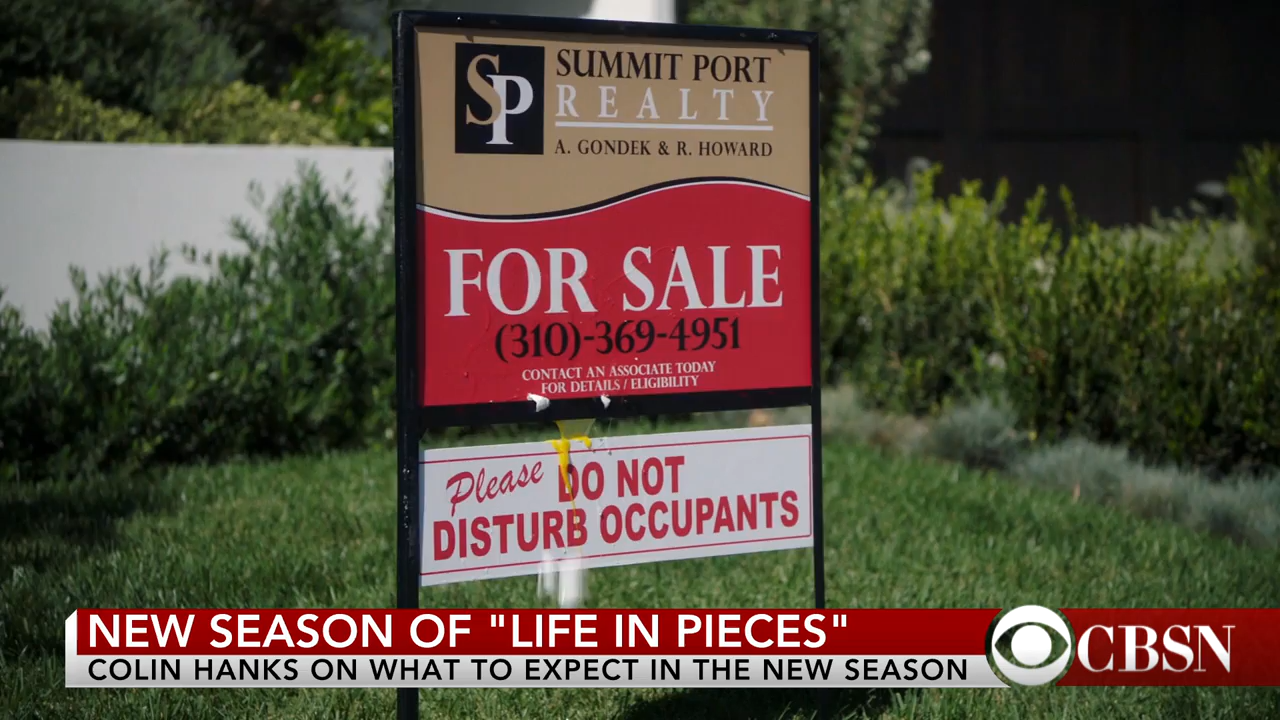 SP
SUMMIT PORT
REALTY
A. GONDEK & R. HOWARD
FOR SALE
(310)-369-4951
CONTACT AN ASSOCIATE TODAY
FOR DETAILS / ELIGIBILITY
Please DO NOT
DISTURB OCCUPANTS
NEW SEASON OF "LIFE IN PIECES"
COLIN HANKS ON WHAT TO EXPECT IN THE NEW SEASON
CBSN